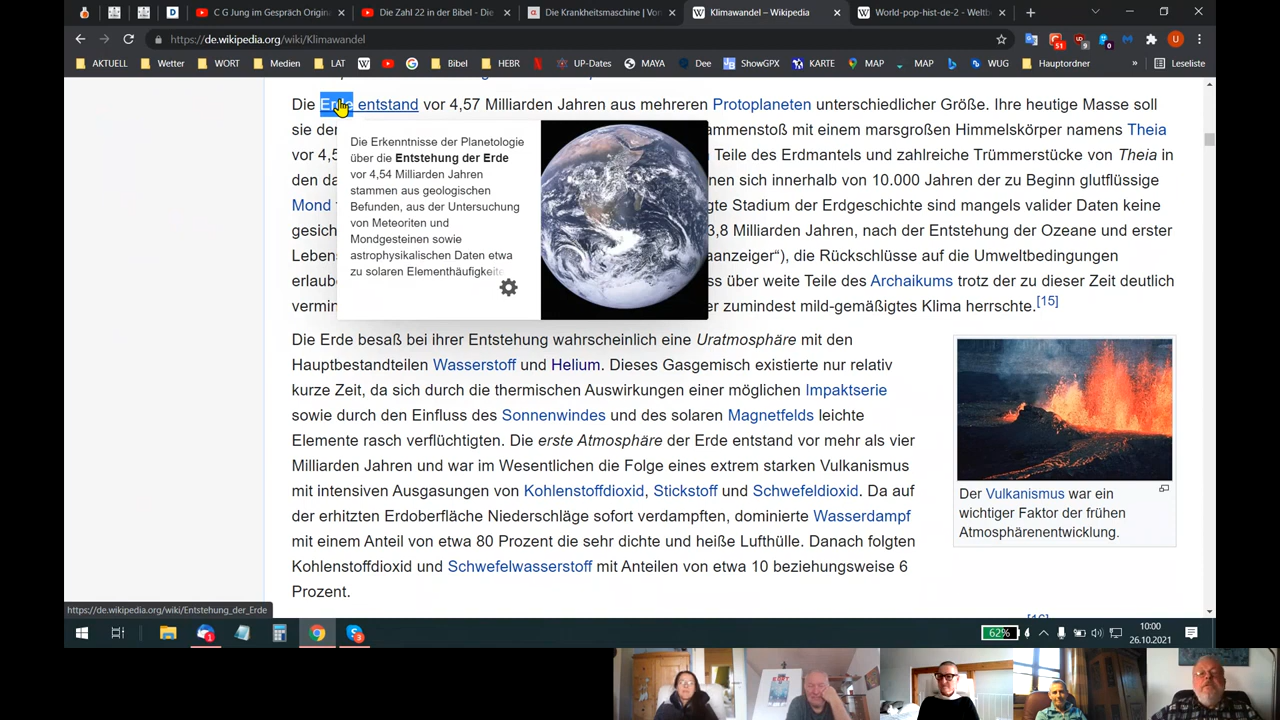 C G Jung im Gespräch Origin
Die Zahl 22 in der Bibel - Die
Die Krankheitsmaschine | Vor
Klimawandel – Wikipedia
World-pop-hist-de-2 - Weltb
https://de.wikipedia.org/wiki/Klimawandel
51
9
0
U
AKTUELL
Wetter
WORT
Medien
LAT
Bibel
HEBR
UP-Dates
MAYA
Dee
ShowGPX
KARTE
MAP
MAP
WUG
Hauptordner
Leseliste
Die Erde entstand vor 4,57 Milliarden Jahren aus mehreren Protoplaneten unterschiedlicher Größe. Ihre heutige Masse soll
sie der
mmenstoß mit einem marsgroßen Himmelskörper namens Theia
vor 4,5
Teile des Erdmantels und zahlreiche Trümmerstücke von Theia in
den da
nen sich innerhalb von 10.000 Jahren der zu Beginn glutflüssige
Mond
gte Stadium der Erdgeschichte sind mangels valider Daten keine
gesich
3,8 Milliarden Jahren, nach der Entstehung der Ozeane und erster
Lebens
aanzeiger“), die Rückschlüsse auf die Umweltbedingungen
erlaube
ss über weite Teile des Archaikums trotz der zu dieser Zeit deutlich
vermin
er zumindest mild-gemäßigtes Klima herrschte.[15]
Die Erkenntnisse der Planetologie
über die Entstehung der Erde
vor 4,54 Milliarden Jahren
stammen aus geologischen
Befunden, aus der Untersuchung
von Meteoriten und
Mondgesteinen sowie
astrophysikalischen Daten etwa
zu solaren Elementhäufigkeite
Die Erde besaß bei ihrer Entstehung wahrscheinlich eine Uratmosphäre mit den
Hauptbestandteilen Wasserstoff und Helium. Dieses Gasgemisch existierte nur relativ
kurze Zeit, da sich durch die thermischen Auswirkungen einer möglichen Impaktserie
sowie durch den Einfluss des Sonnenwindes und des solaren Magnetfelds leichte
Elemente rasch verflüchtigten. Die erste Atmosphäre der Erde entstand vor mehr als vier
Milliarden Jahren und war im Wesentlichen die Folge eines extrem starken Vulkanismus
mit intensiven Ausgasungen von Kohlenstoffdioxid, Stickstoff und Schwefeldioxid. Da auf
der erhitzten Erdoberfläche Niederschläge sofort verdampften, dominierte Wasserdampf
mit einem Anteil von etwa 80 Prozent die sehr dichte und heiße Lufthülle. Danach folgten
Kohlenstoffdioxid und Schwefelwasserstoff mit Anteilen von etwa 10 beziehungsweise 6
Prozent.
Der Vulkanismus war ein
wichtiger Faktor der frühen
Atmosphärenentwicklung.
https://de.wikipedia.org/wiki/Entstehung_der_Erde
62%
10:00
26.10.2021